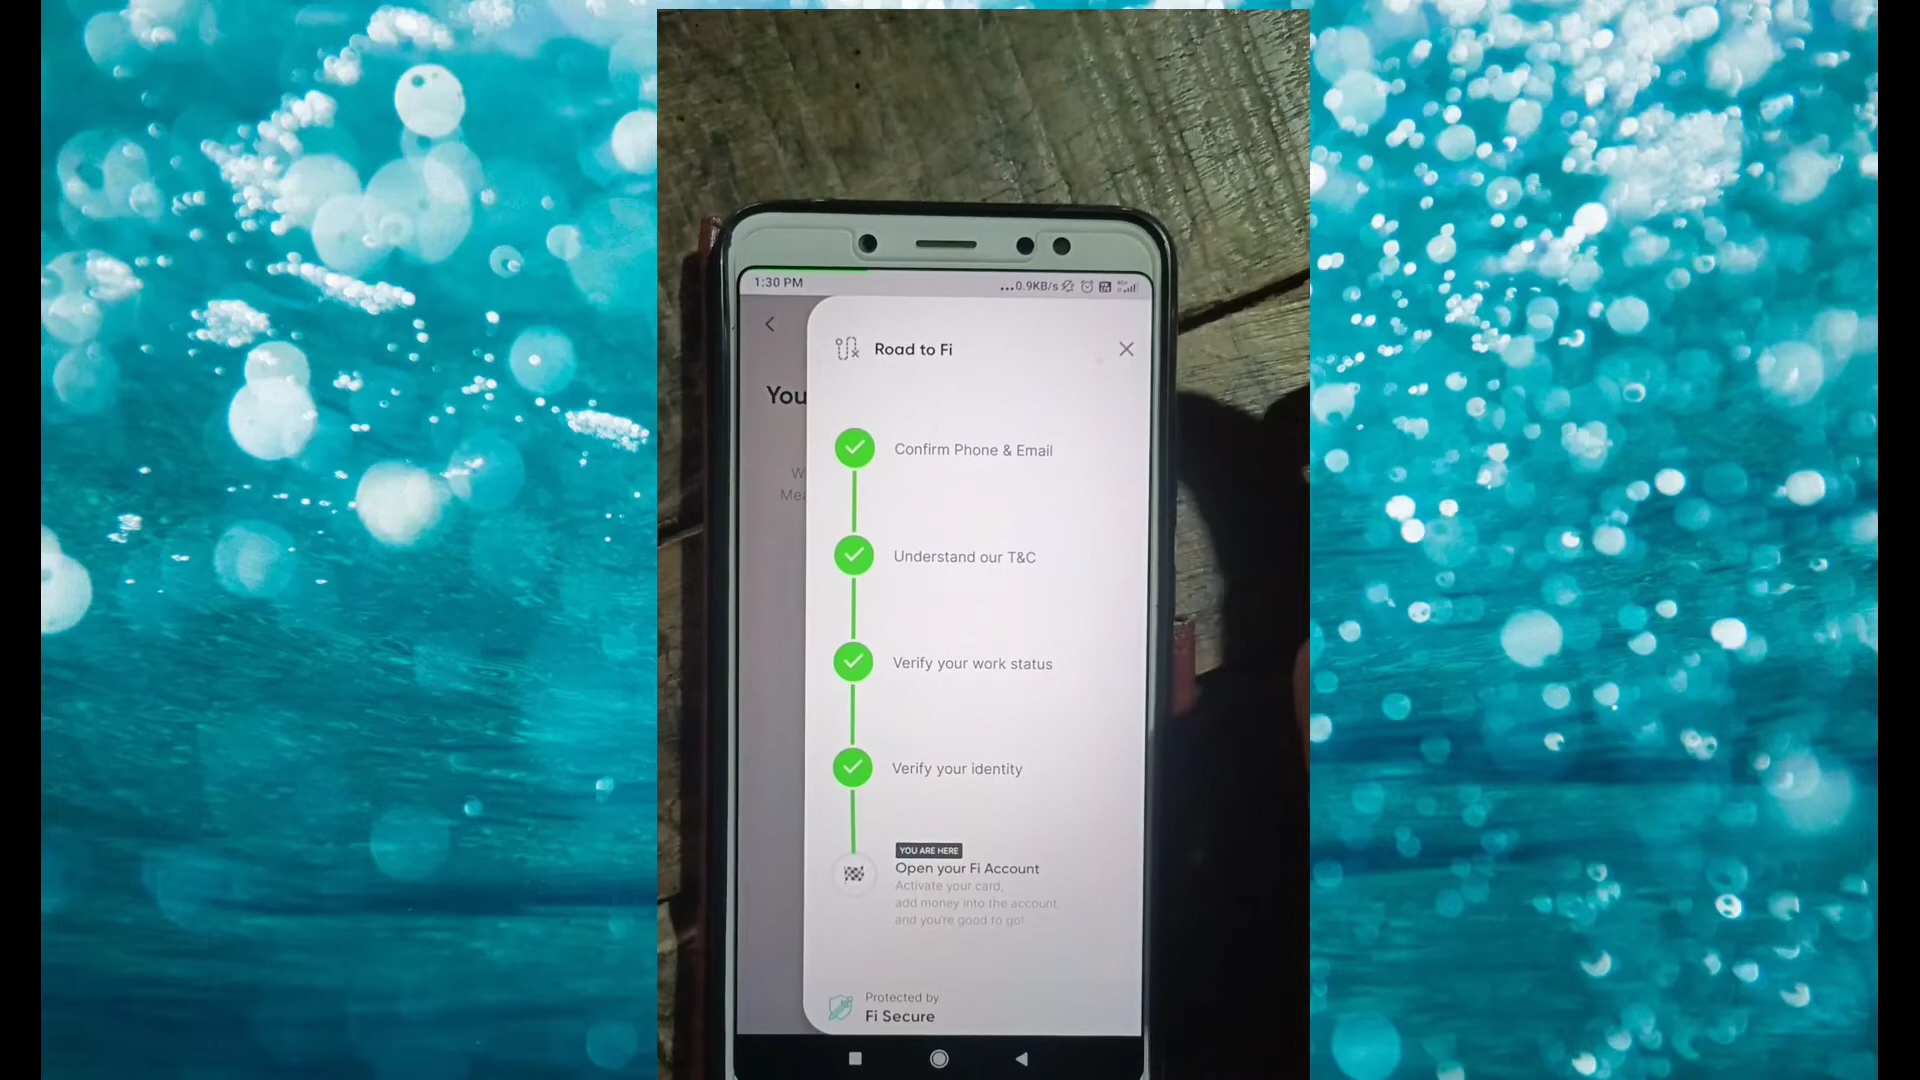 1:30 PM
...0.9KB/s
Road to Fi
You
Confirm Phone & Email
W
Mea
Understand our T&C
Verify your work status
Verify your identity
YOU ARE HERE
Open your Fi Account
Activate your card,
add money into the account,
and you're good to go!
Protected by
Fi Secure